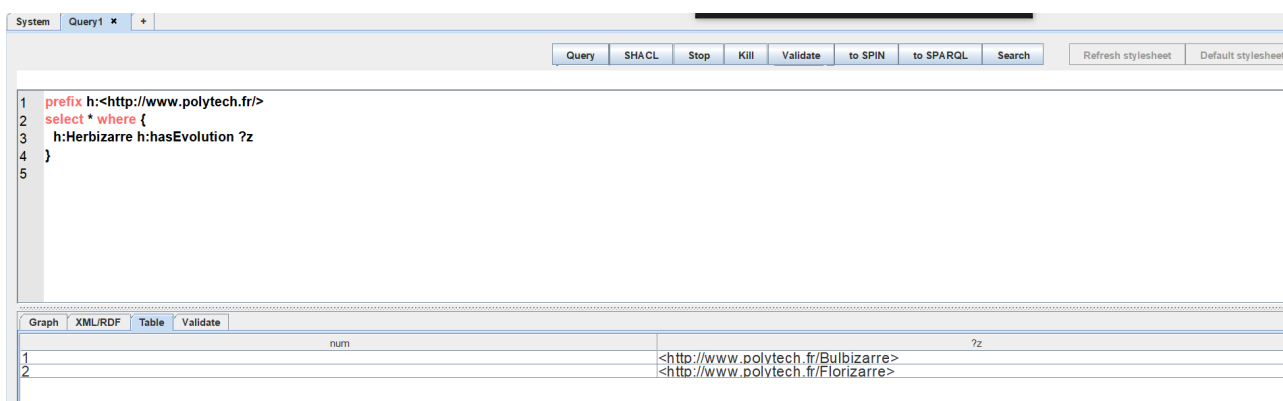 System Query1 × +
Query SHACL Stop Kill Validate to SPIN to SPARQL Search Refresh stylesheet Default stylesheet
1 prefix h:<http://www.polytech.fr/>
2 select * where {
3 h:Herbizarre h:hasEvolution ?z
4 }
5
Graph XML/RDF Table Validate
num ?z
1 <http://www.polytech.fr/Bulbizarre>
2 <http://www.polytech.fr/Florizarre>